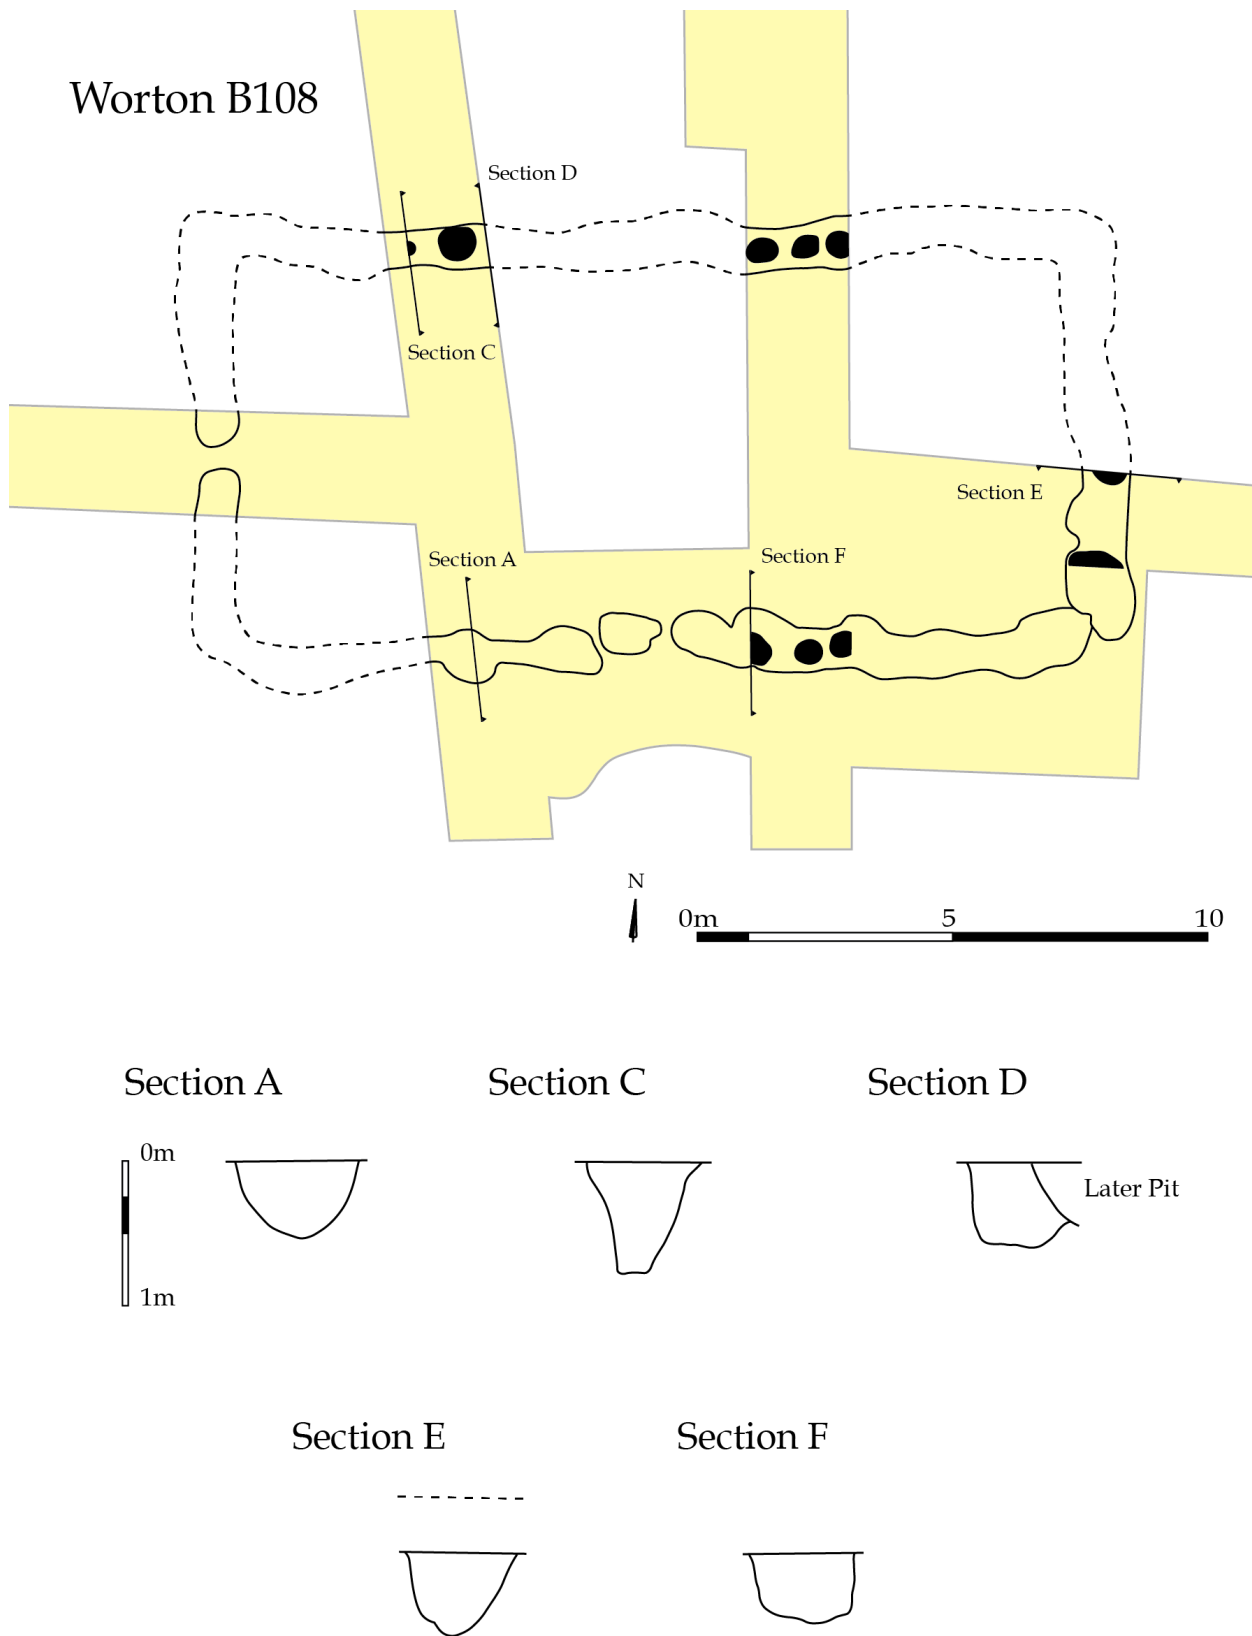 Worton B108
Section D
Section C
Section E
Section A
Section F
N
0m 5 10
Section A
Section C
Section D
0m
Later Pit
1m
Section E
Section F